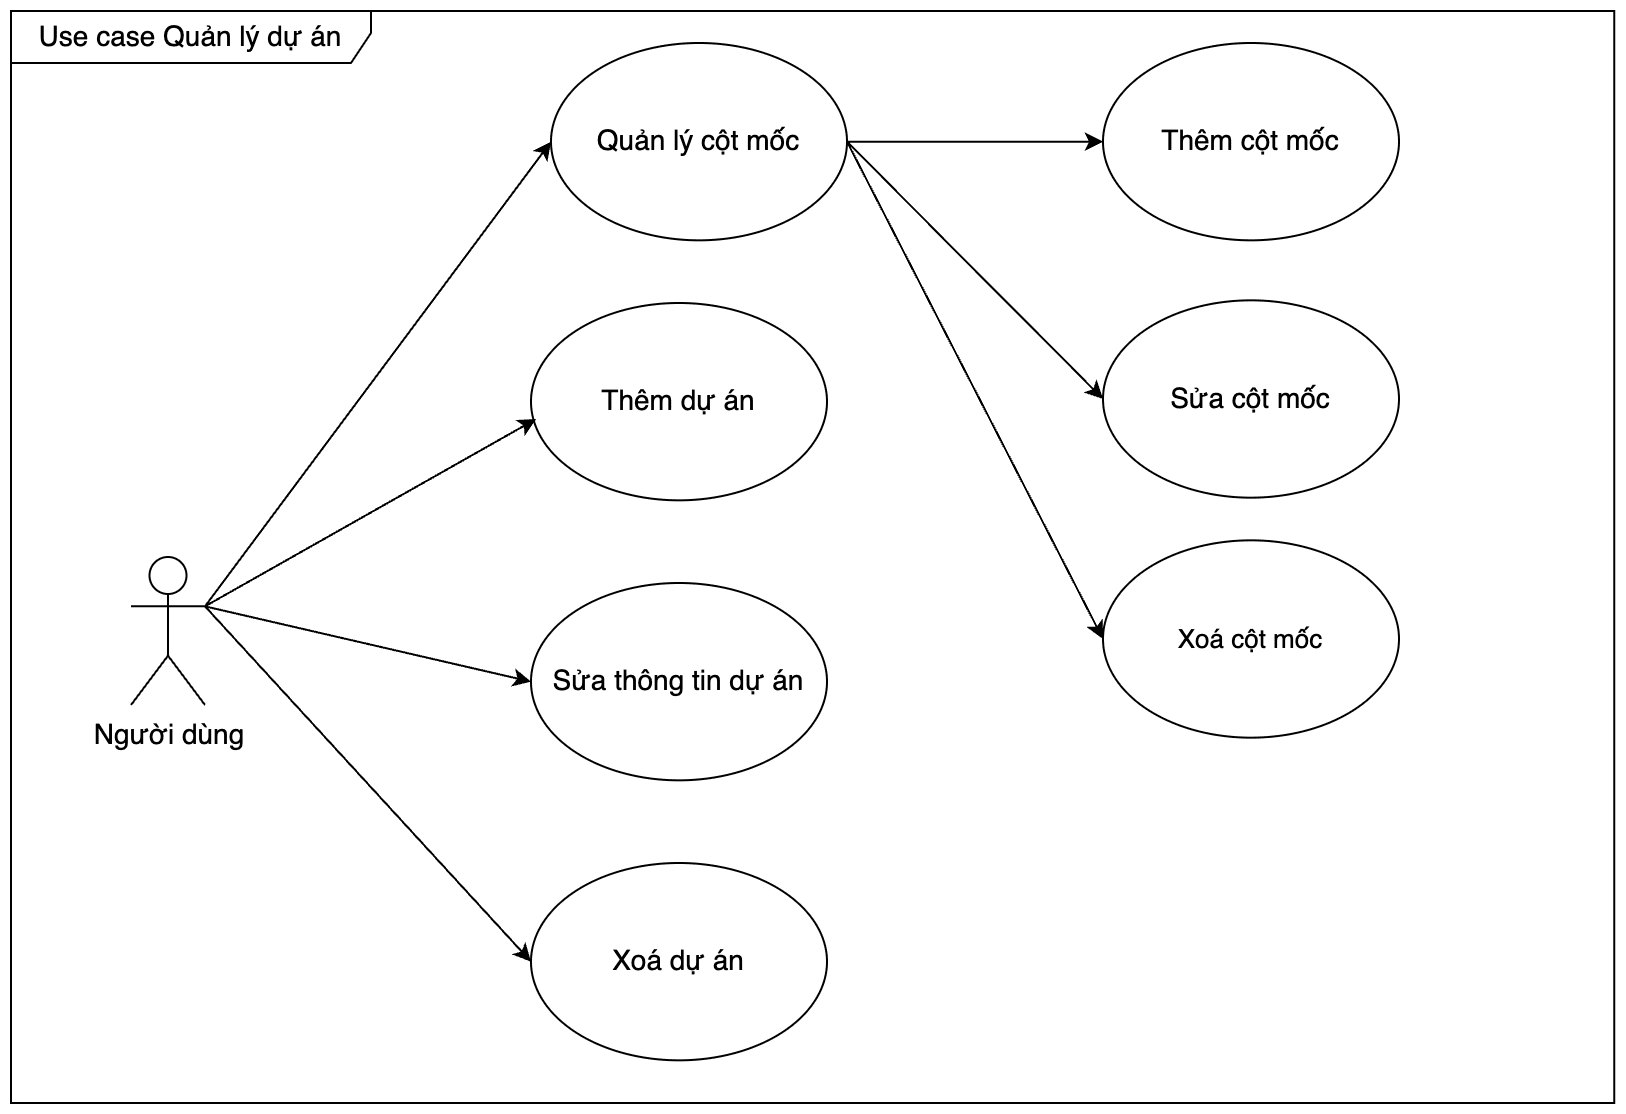 Use case Quản lý dự án
Quản lý cột mốc
Thêm cột mốc
Thêm dự án
Sửa cột mốc
Xoá cột mốc
Sửa thông tin dự án
Người dùng
Xoá dự án